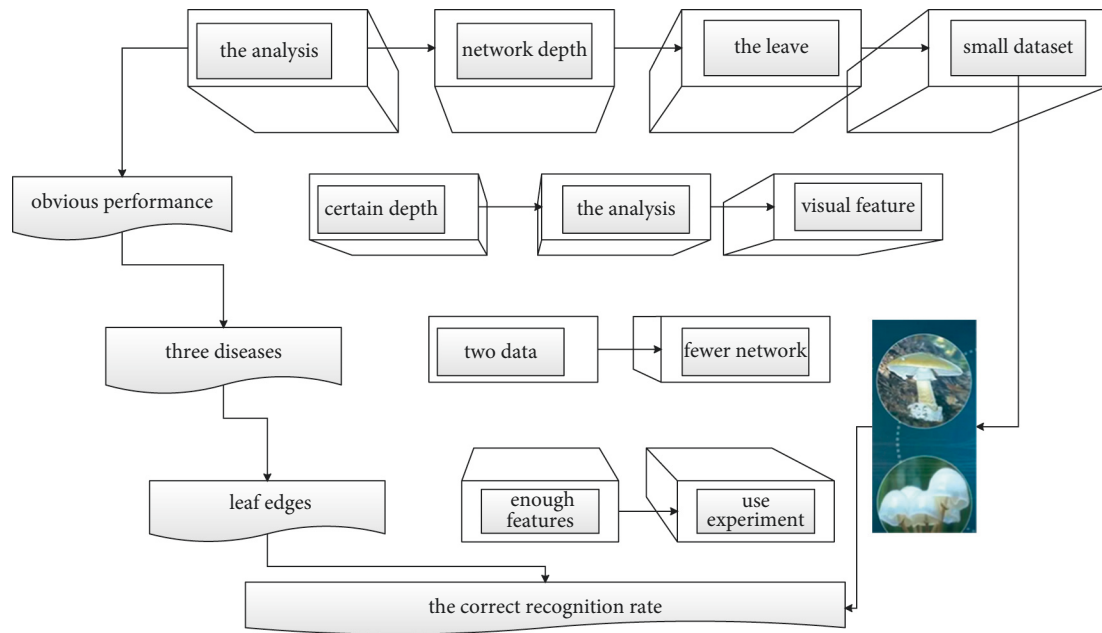 the analysis
network depth
the leave
small dataset
obvious performance
certain depth
the analysis
visual feature
three diseases
two data
fewer network
leaf edges
enough
features
use
experiment
the correct recognition rate